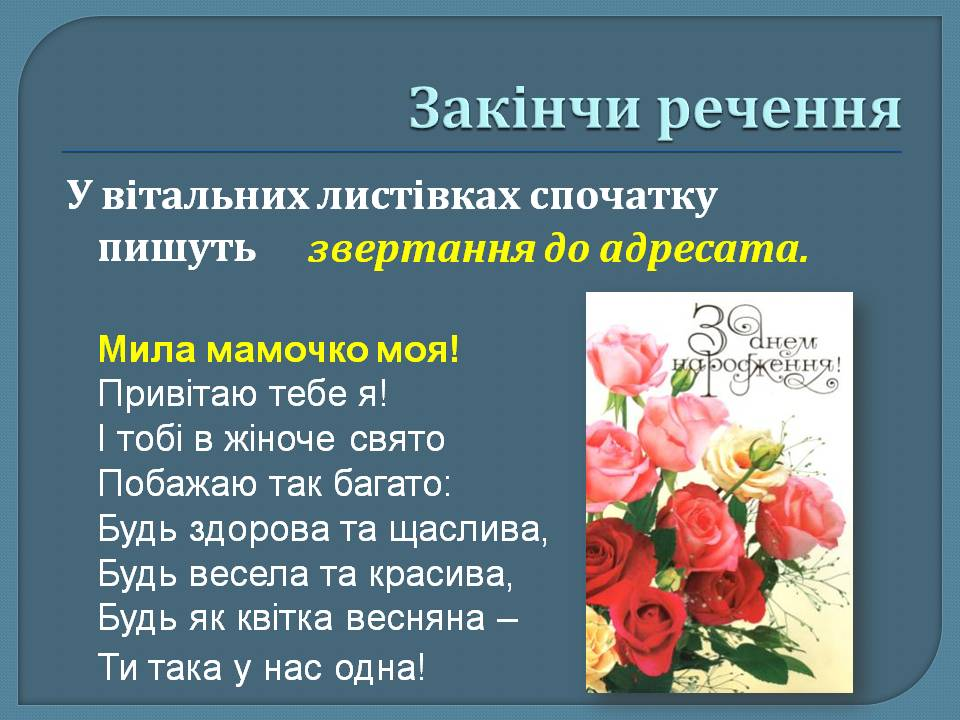 Закінчи речення
У вітальних листівках спочатку
пишуть звертання до адресата.
Мила мамочко моя!
Привітаю тебе я!
І тобі в жіноче свято
Побажаю так багато:
Будь здорова та щаслива,
Будь весела та красива,
Будь як квітка весняна –
Ти така у нас одна!
З днем
народження!